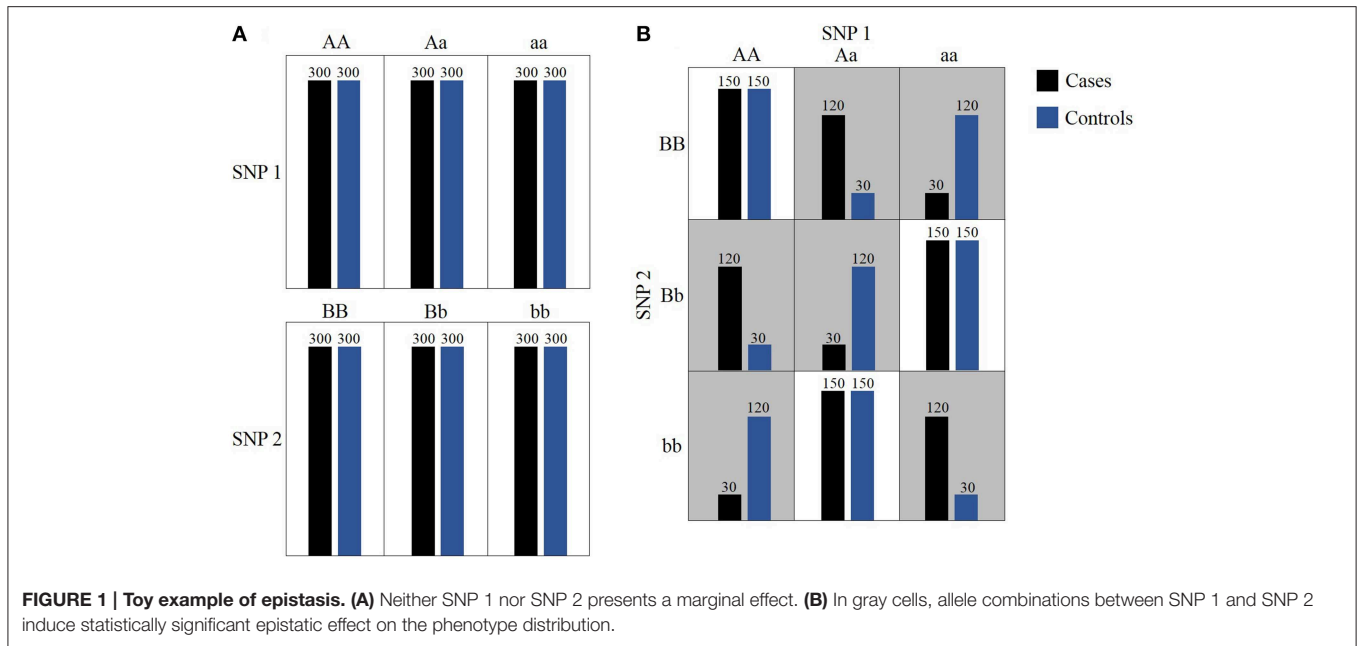 A
AA Aa aa
300 300 300 300 300 300
SNP 1
BB Bb bb
300 300 300 300 300 300
SNP 2
B
SNP 1
AA Aa aa
150 150 120 30 30 120
BB
120 30 30 120 150 150
SNP 2
Bb
30 120 150 150 120 30
bb
Cases
Controls
FIGURE 1 | Toy example of epistasis. (A) Neither SNP 1 nor SNP 2 presents a marginal effect. (B) In gray cells, allele combinations between SNP 1 and SNP 2
induce statistically significant epistatic effect on the phenotype distribution.